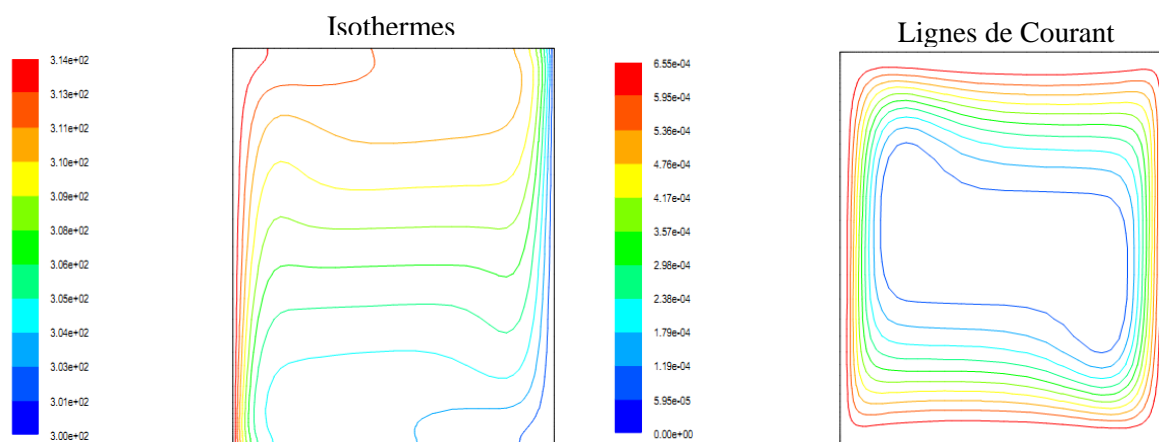 Isothermes
3.14e+02
3.13e+02
3.11e+02
3.10e+02
3.09e+02
3.08e+02
3.06e+02
3.05e+02
3.04e+02
3.03e+02
3.01e+02
3.00e+02
Lignes de Courant
6.55e-04
5.95e-04
5.36e-04
4.76e-04
4.17e-04
3.57e-04
2.98e-04
2.38e-04
1.79e-04
1.19e-04
5.95e-05
0.00e+00